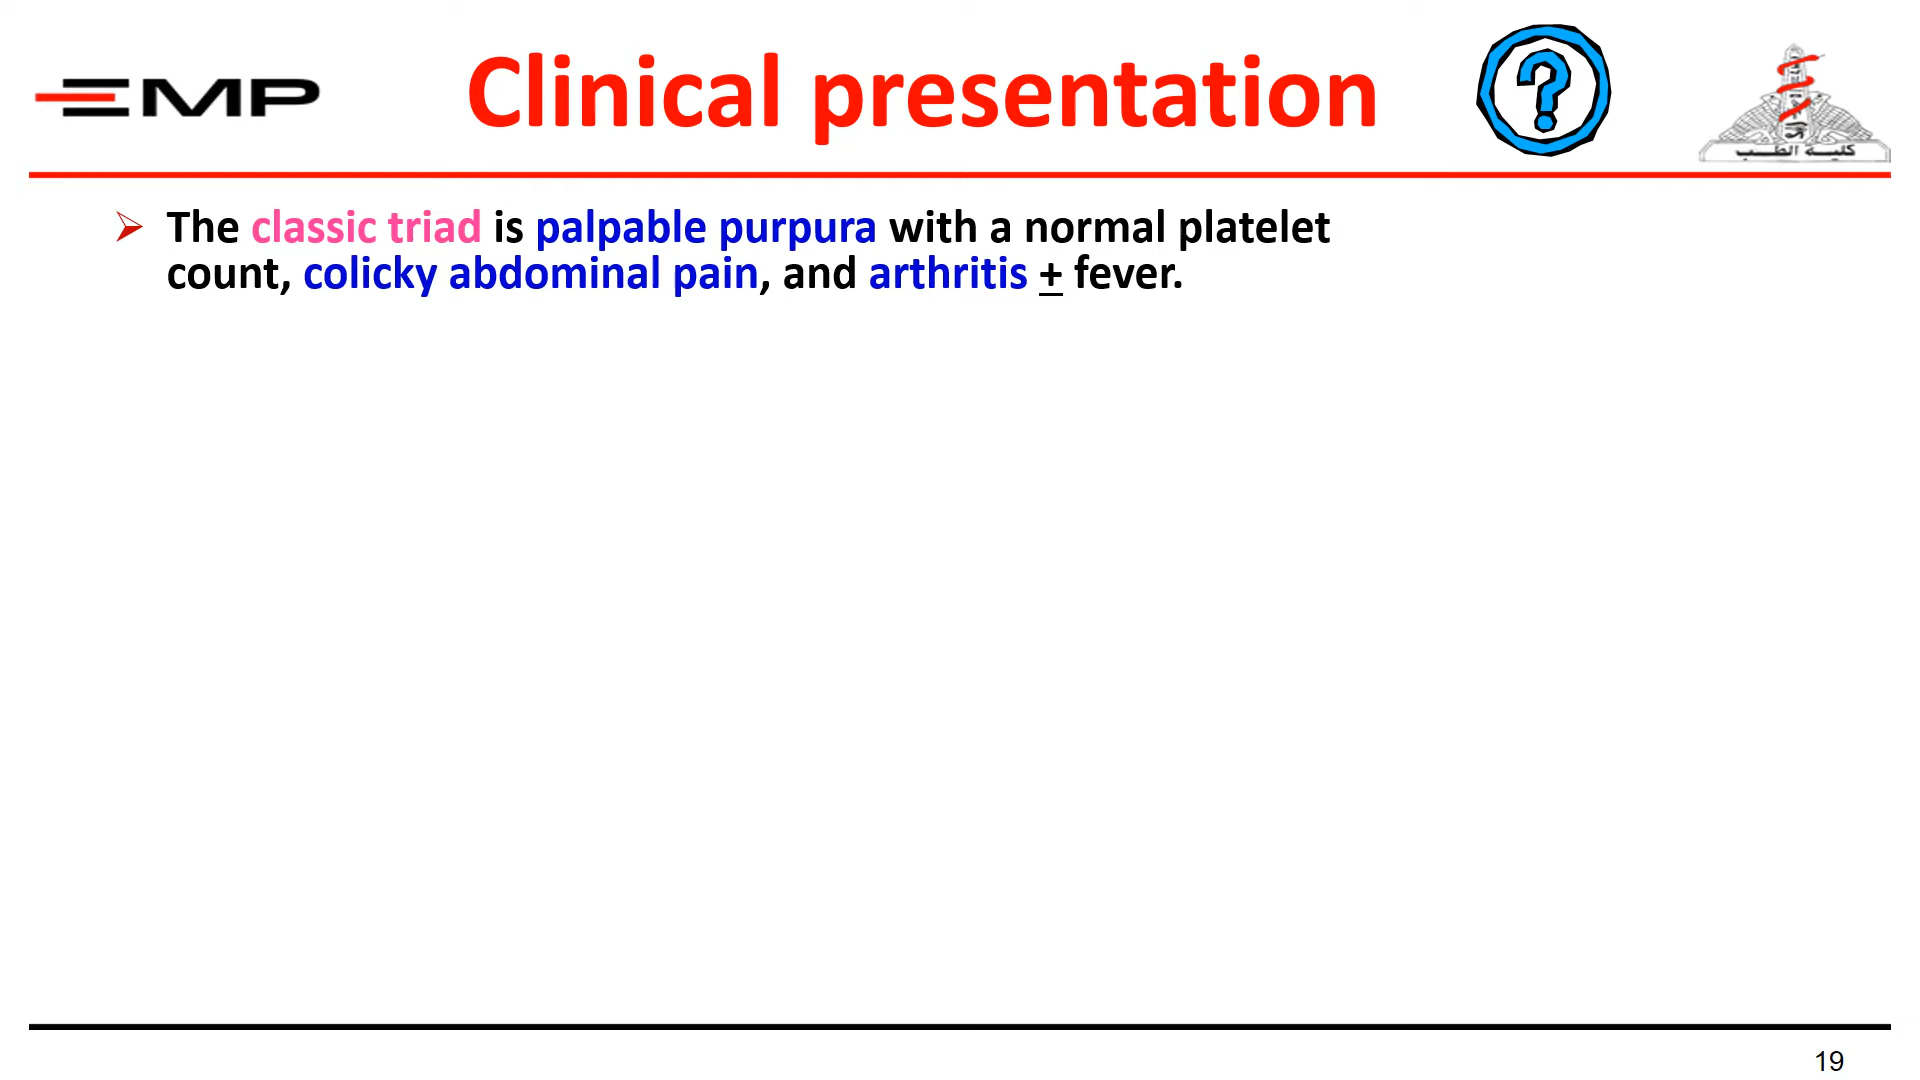 EMP
Clinical presentation
?
كلية الطب
➢ The classic triad is palpable purpura with a normal platelet
count, colicky abdominal pain, and arthritis + fever.
19